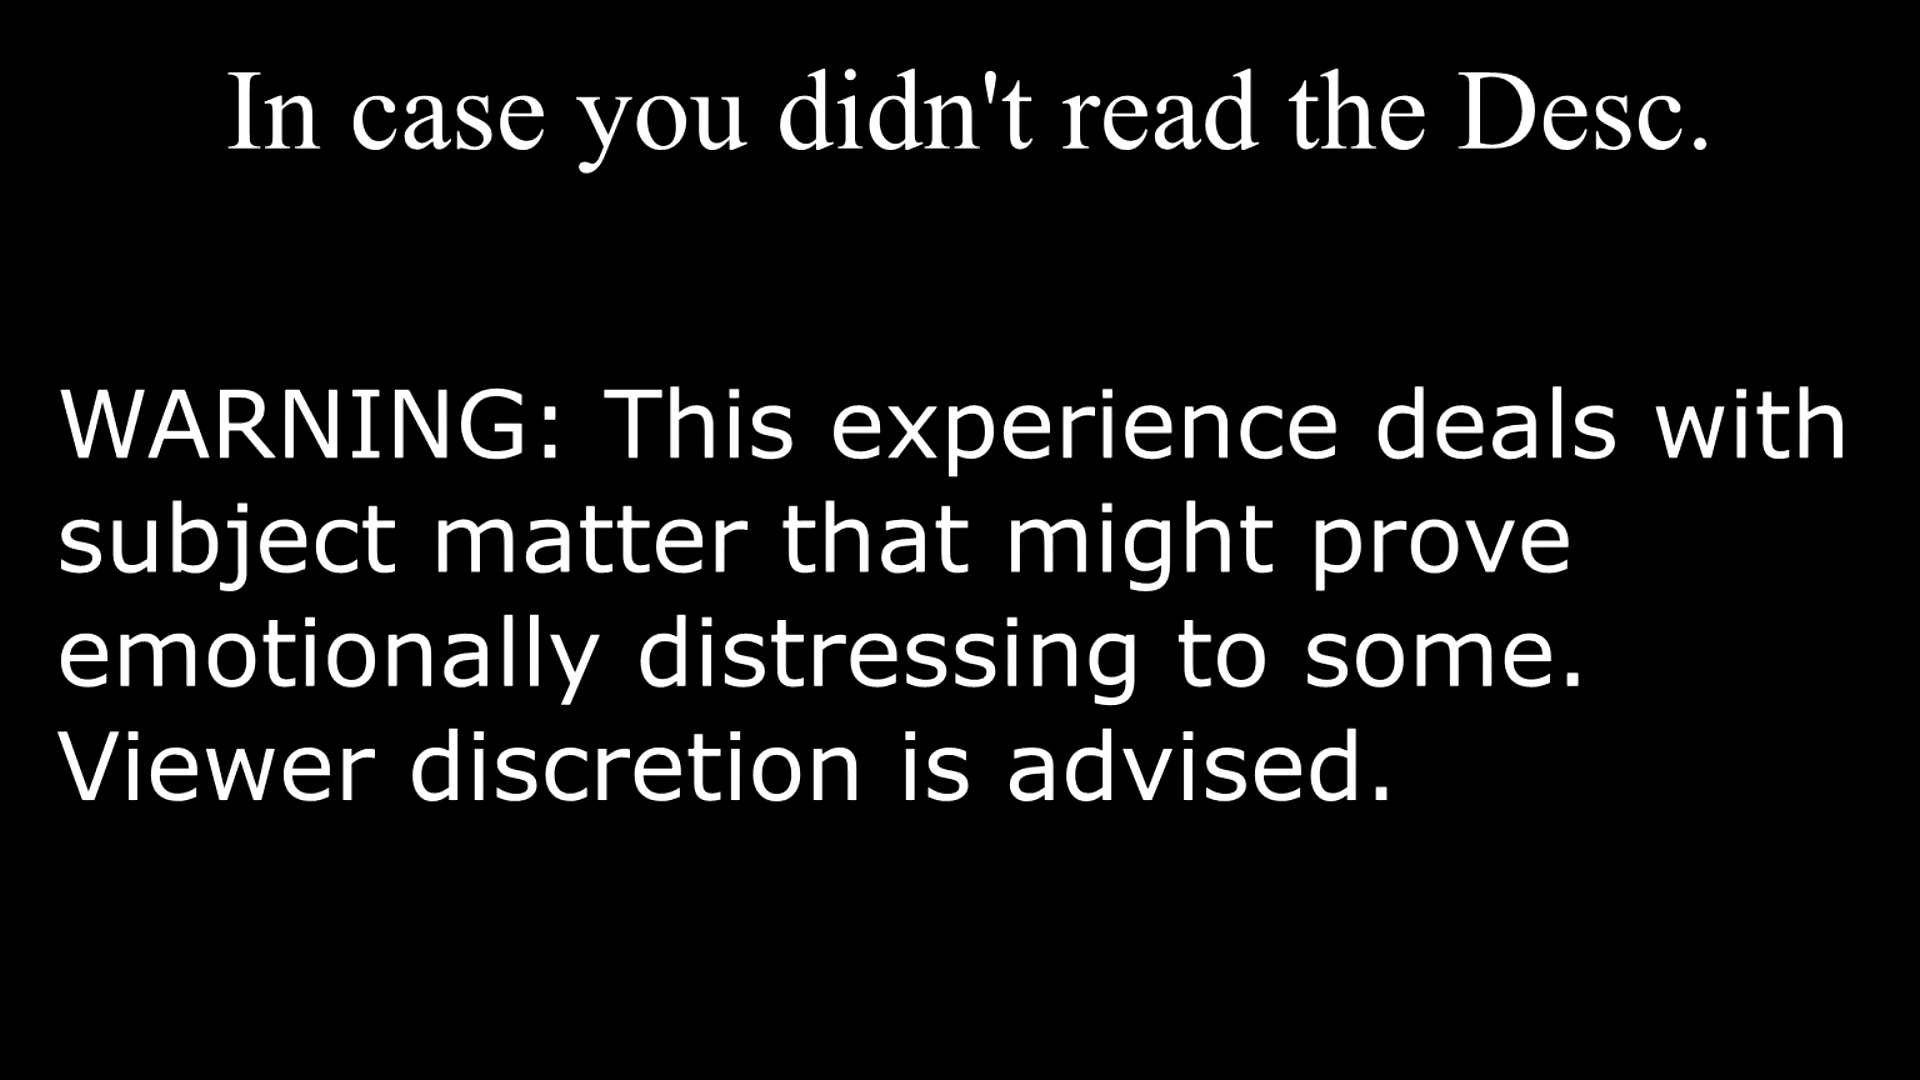 In case you didn't read the Desc.
WARNING: This experience deals with
subject matter that might prove
emotionally distressing to some.
Viewer discretion is advised.